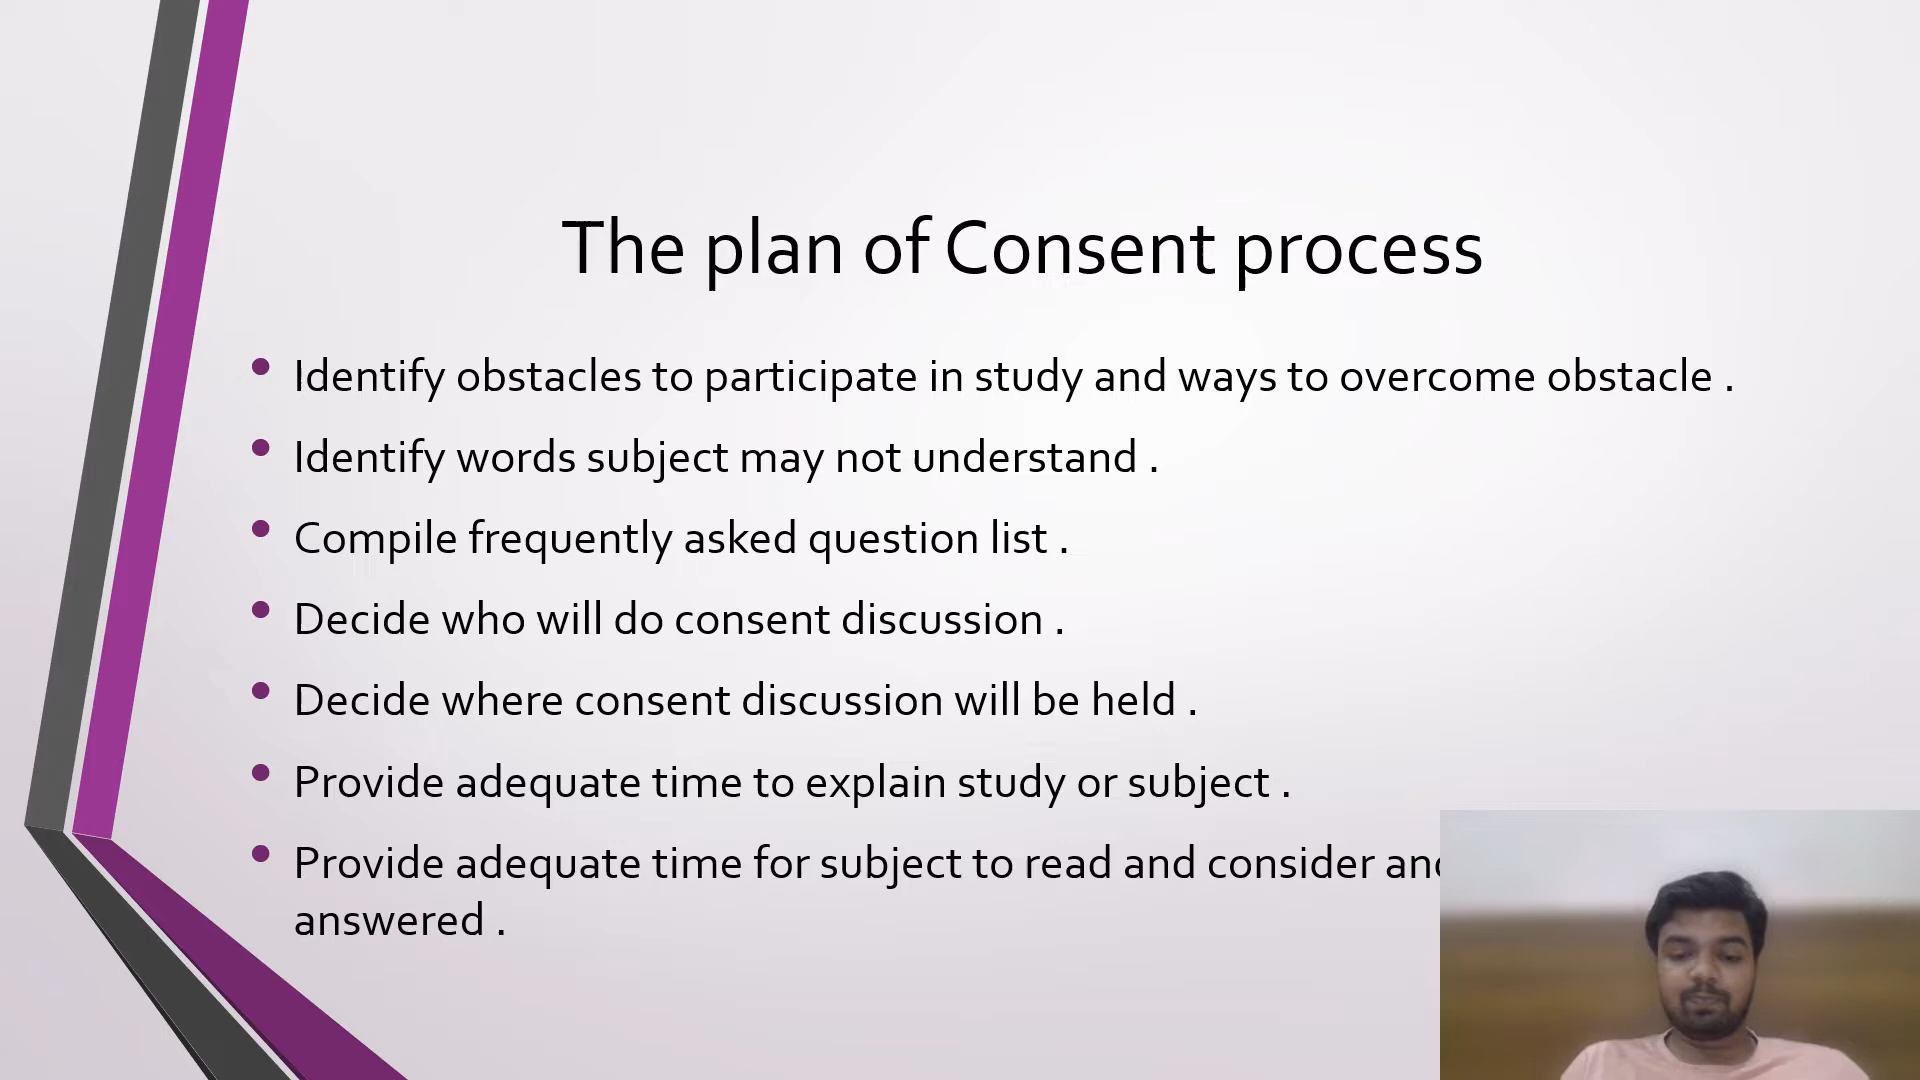 The plan of Consent process
• Identify obstacles to participate in study and ways to overcome obstacle .
• Identify words subject may not understand .
• Compile frequently asked question list .
• Decide who will do consent discussion .
• Decide where consent discussion will be held .
• Provide adequate time to explain study or subject .
• Provide adequate time for subject to read and consider
answered .